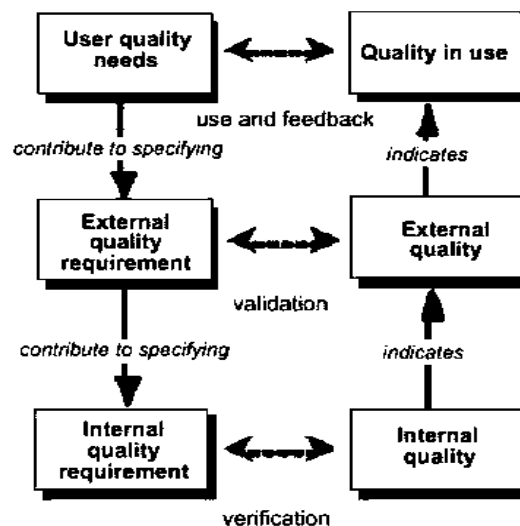 User quality
needs
Quality in use
use and feedback
contribute to specifying
indicates
External
quality
requirement
External
quality
validation
contribute to specifying
indicates
Internal
quality
requirement
Internal
quality
verification